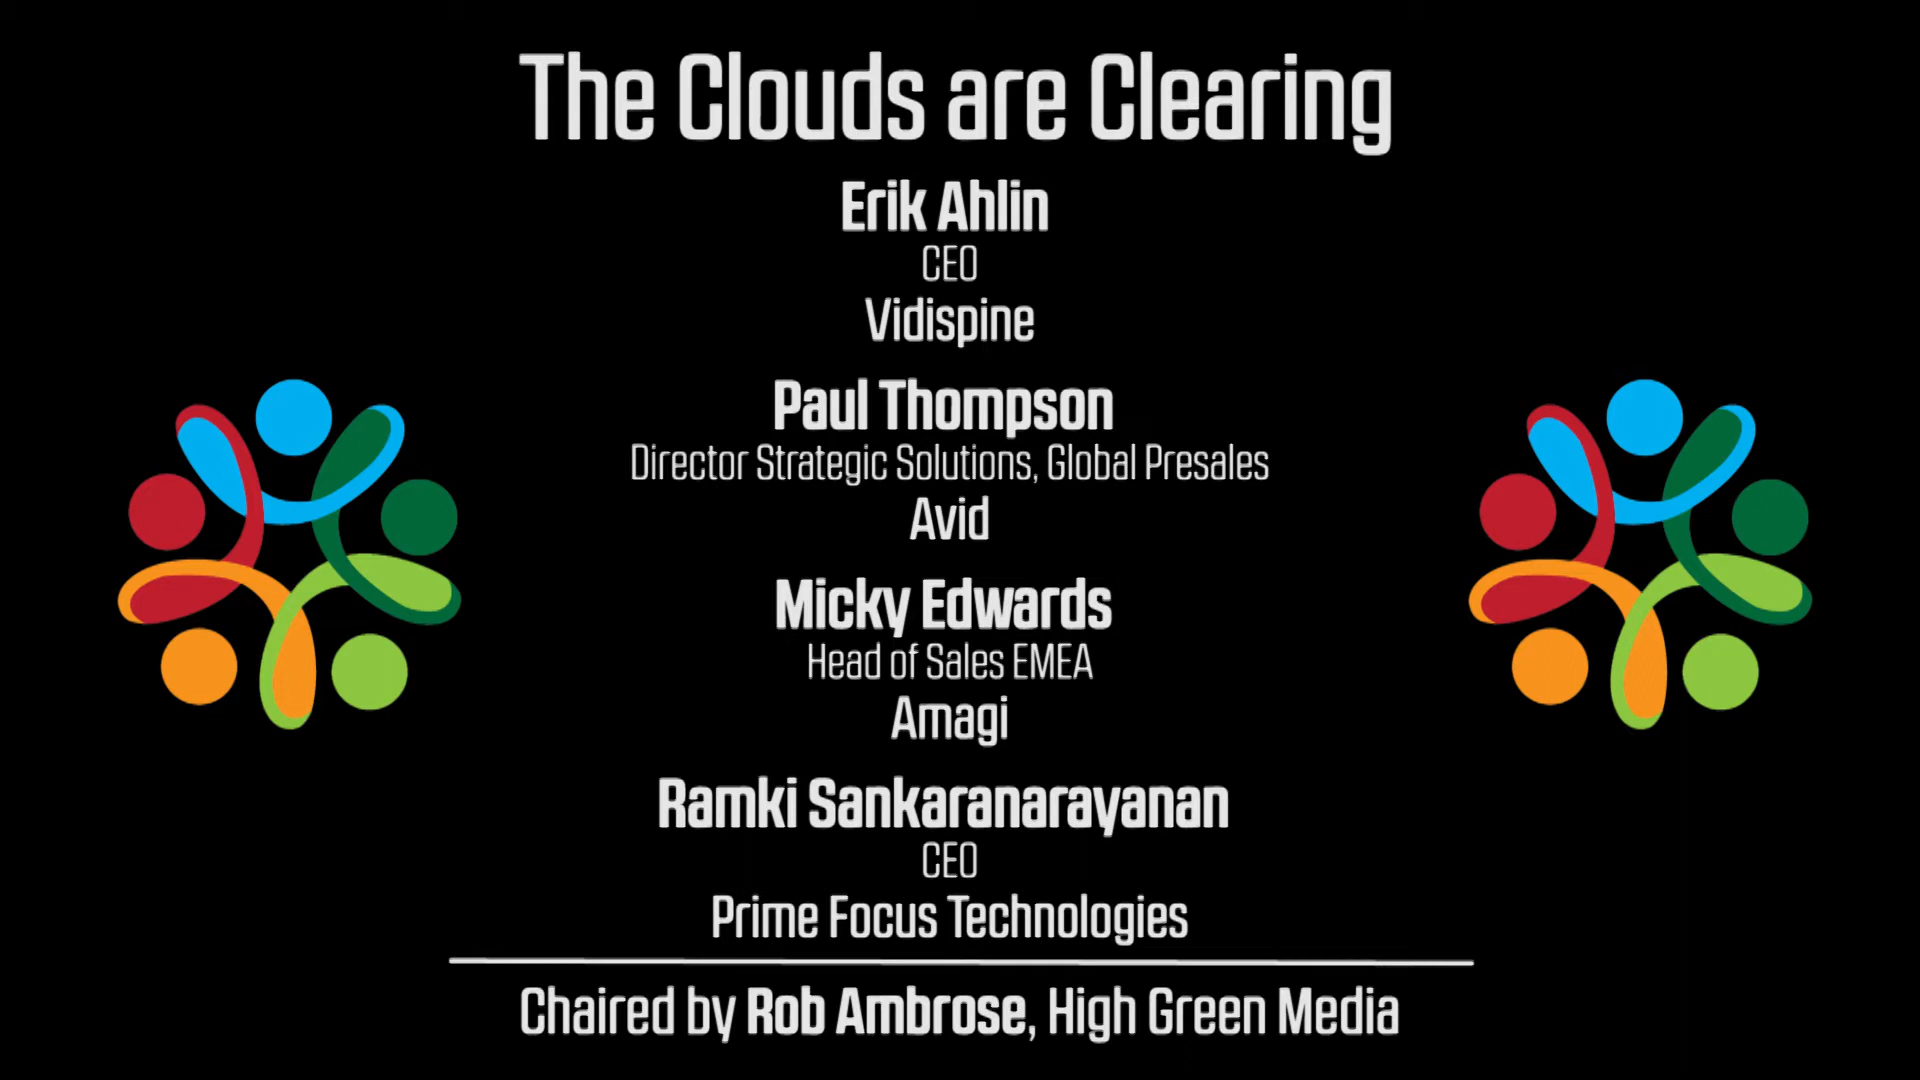 The Clouds are Clearing
Erik Ahlin
CEO
Vidispine
Paul Thompson
Director Strategic Solutions, Global Presales
Avid
Micky Edwards
Head of Sales EMEA
Amagi
Ramki Sankaranarayanan
CEO
Prime Focus Technologies
Chaired by Rob Ambrose, High Green Media